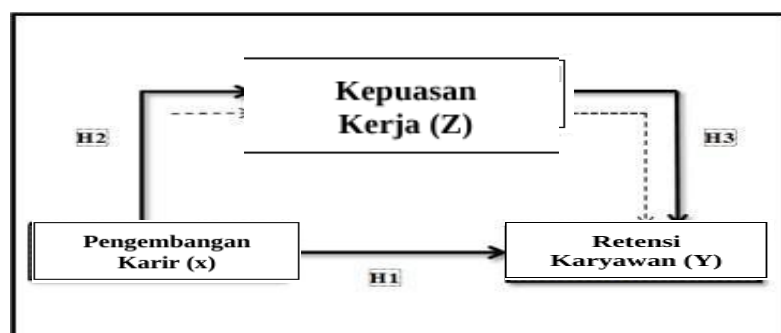 Kepuasan
Kerja (Z)
H2
H3
Pengembangan
Karir (x)
H1
Retensi
Karyawan (Y)